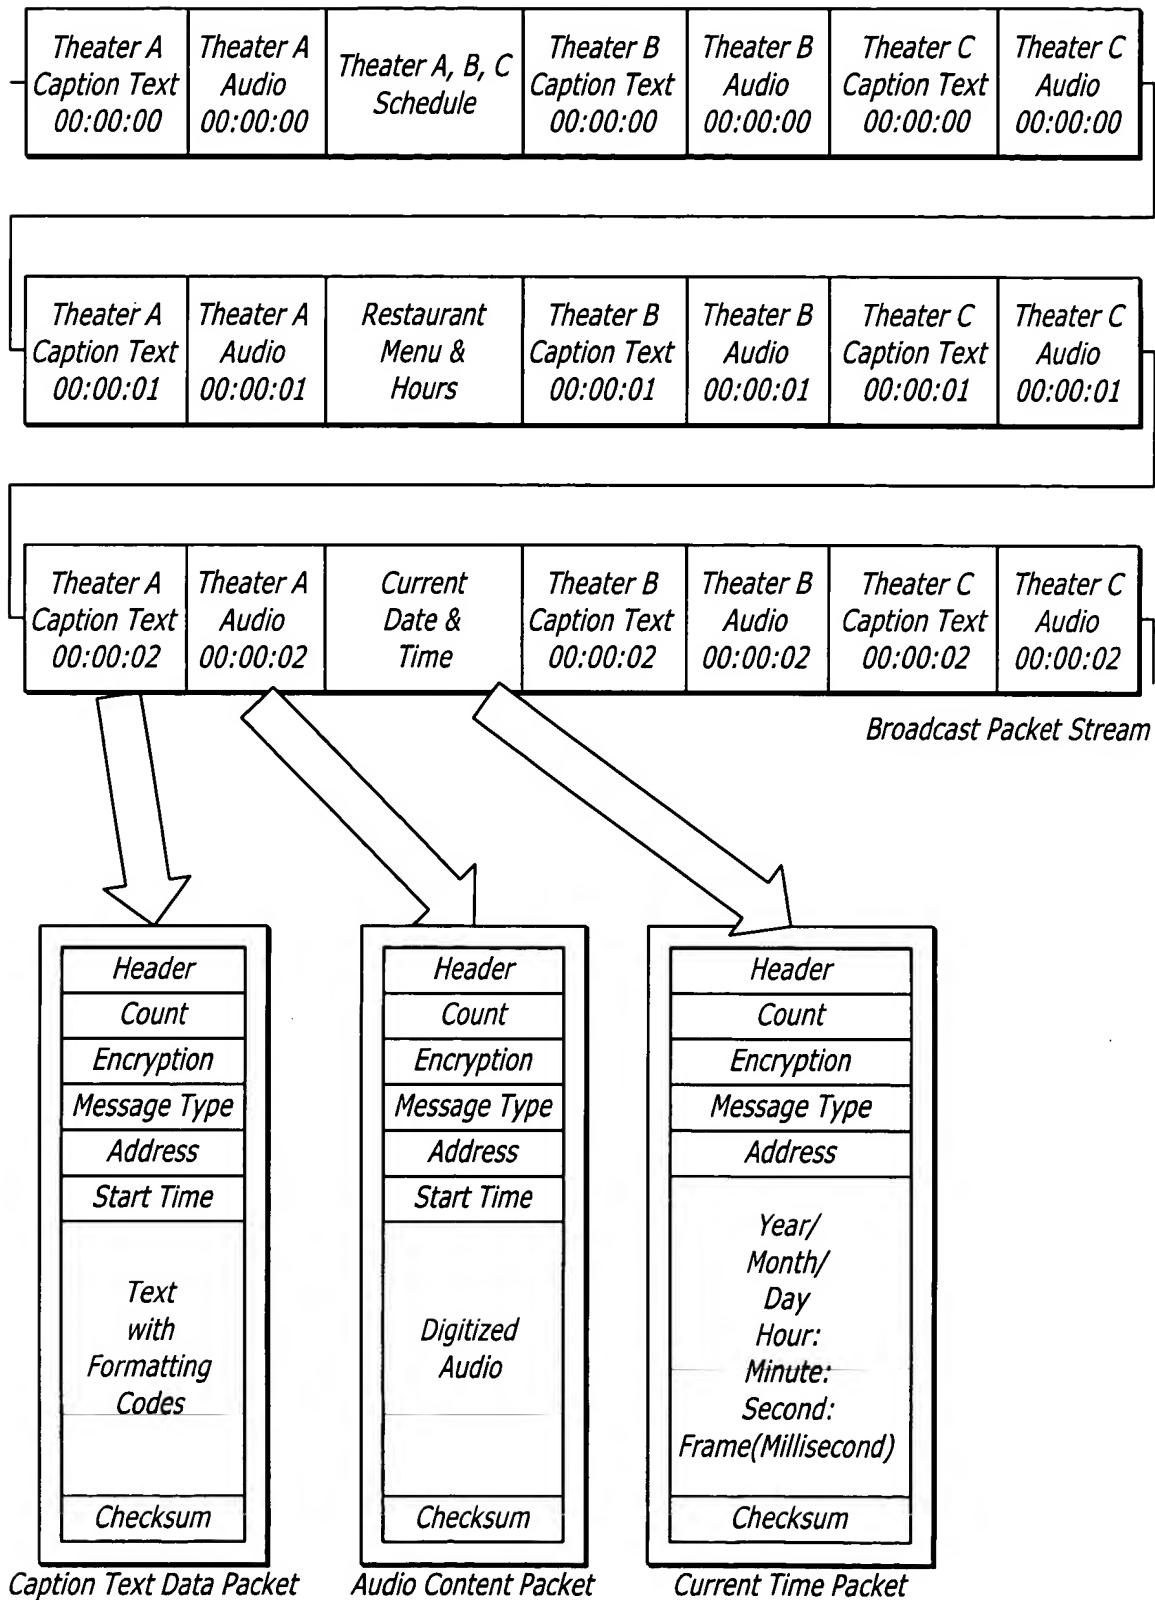 Theater A
Caption Text
00:00:00
Theater A
Audio
00:00:00
Theater A, B, C
Schedule
Theater B
Caption Text
00:00:00
Theater B
Audio
00:00:00
Theater C
Caption Text
00:00:00
Theater C
Audio
00:00:00
Theater A
Caption Text
00:00:01
Theater A
Audio
00:00:01
Restaurant
Menu &
Hours
Theater B
Caption Text
00:00:01
Theater B
Audio
00:00:01
Theater C
Caption Text
00:00:01
Theater C
Audio
00:00:01
Theater A
Caption Text
00:00:02
Theater A
Audio
00:00:02
Current
Date &
Time
Theater B
Caption Text
00:00:02
Theater B
Audio
00:00:02
Theater C
Caption Text
00:00:02
Theater C
Audio
00:00:02
Broadcast Packet Stream
Header
Count
Encryption
Message Type
Address
Start Time
Text
with
Formatting
Codes
Checksum
Caption Text Data Packet
Header
Count
Encryption
Message Type
Address
Start Time
Digitized
Audio
Checksum
Audio Content Packet
Header
Count
Encryption
Message Type
Address
Year/
Month/
Day
Hour:
Minute:
Second:
Frame(Millisecond)
Checksum
Current Time Packet